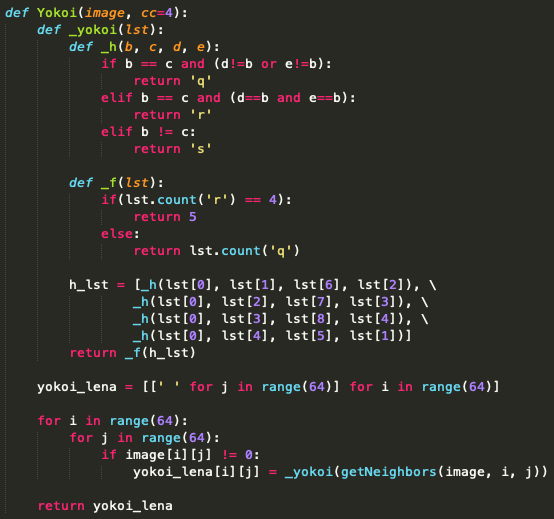 def Yokoi(image, cc=4):
    def _yokoi(lst):
        def _h(b, c, d, e):
            if b == c and (d!=b or e!=b):
                return 'q'
            elif b == c and (d==b and e==b):
                return 'r'
            elif b != c:
                return 's'
        def _f(lst):
            if(lst.count('r') == 4):
                return 5
            else:
                return lst.count('q')
        h_lst = [_h(lst[0], lst[1], lst[6], lst[2]), \
                _h(lst[0], lst[2], lst[7], lst[3]), \
                _h(lst[0], lst[3], lst[8], lst[4]), \
                _h(lst[0], lst[4], lst[5], lst[1])]
        return _f(h_lst)
    yokoi_lena = [[' ' for j in range(64)] for i in range(64)]
    for i in range(64):
        for j in range(64):
            if image[i][j] != 0:
                yokoi_lena[i][j] = _yokoi(getNeighbors(image, i, j))
    return yokoi_lena